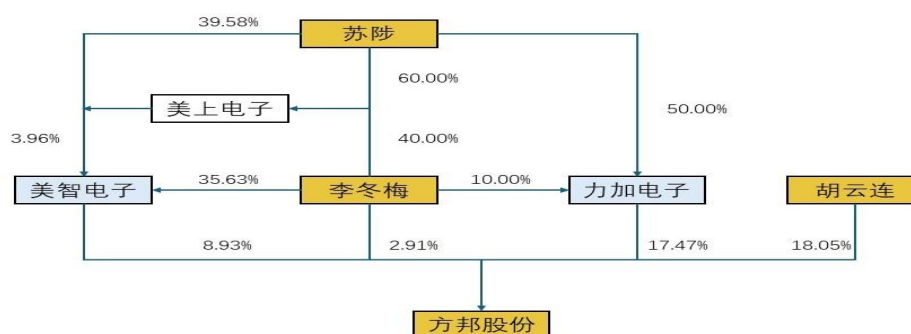 39.58%
苏陟
60.00%
美上电子
50.00%
3.96%
40.00%
美智电子
35.63%
李冬梅
10.00%
力加电子
胡云连
8.93%
2.91%
17.47%
18.05%
方邦股份